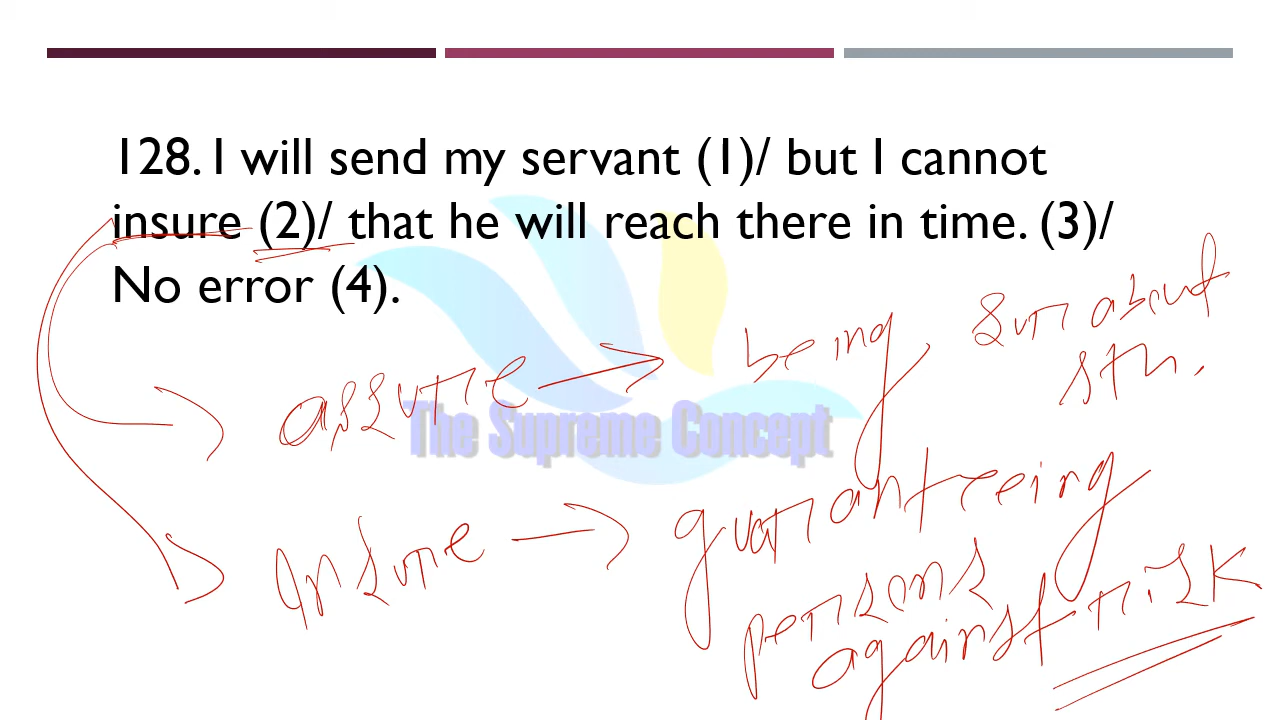 128. I will send my servant (1)/ but I cannot
insure (2)/ that he will reach there in time. (3)/
No error (4).
assure → being sure about
sth.
The Supreme Concept
Insure → guaranteeing
persons
against risk